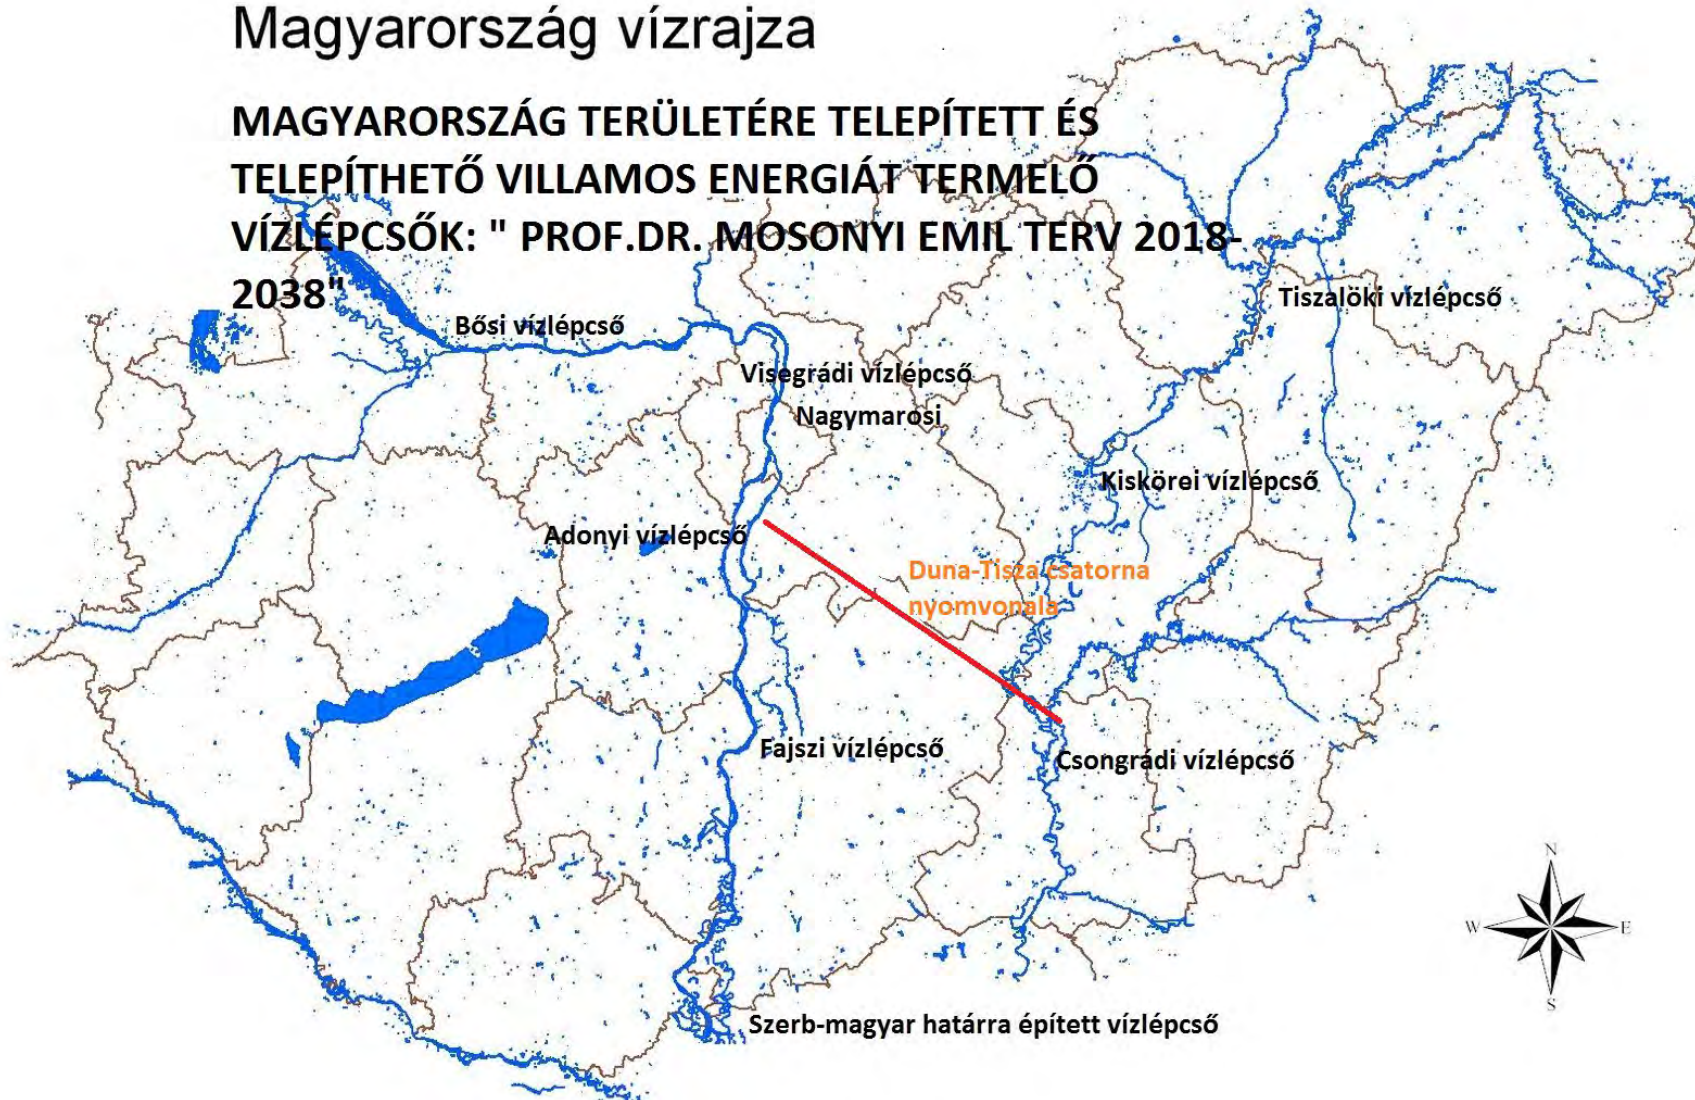 Magyarország vízrajza
MAGYARORSZÁG TERÜLETÉRE TELEPÍTETT ÉS
TELEPÍTHETŐ VILLAMOS ENERGIÁT TERMELŐ
VÍZLÉPCSŐK: " PROF.DR. MOSONYI EMIL TERV 2018-
2038"
Tiszalöki vízlépcső
Bősi vízlépcső
Visegrádi vízlépcső
Nagymarosi
Kiskörei vízlépcső
Adonyi vízlépcső
Duna-Tisza csatorna
nyomvonala
Fajszi vízlépcső
Csongrádi vízlépcső
N
W
E
S
Szerb-magyar határra épített vízlépcső